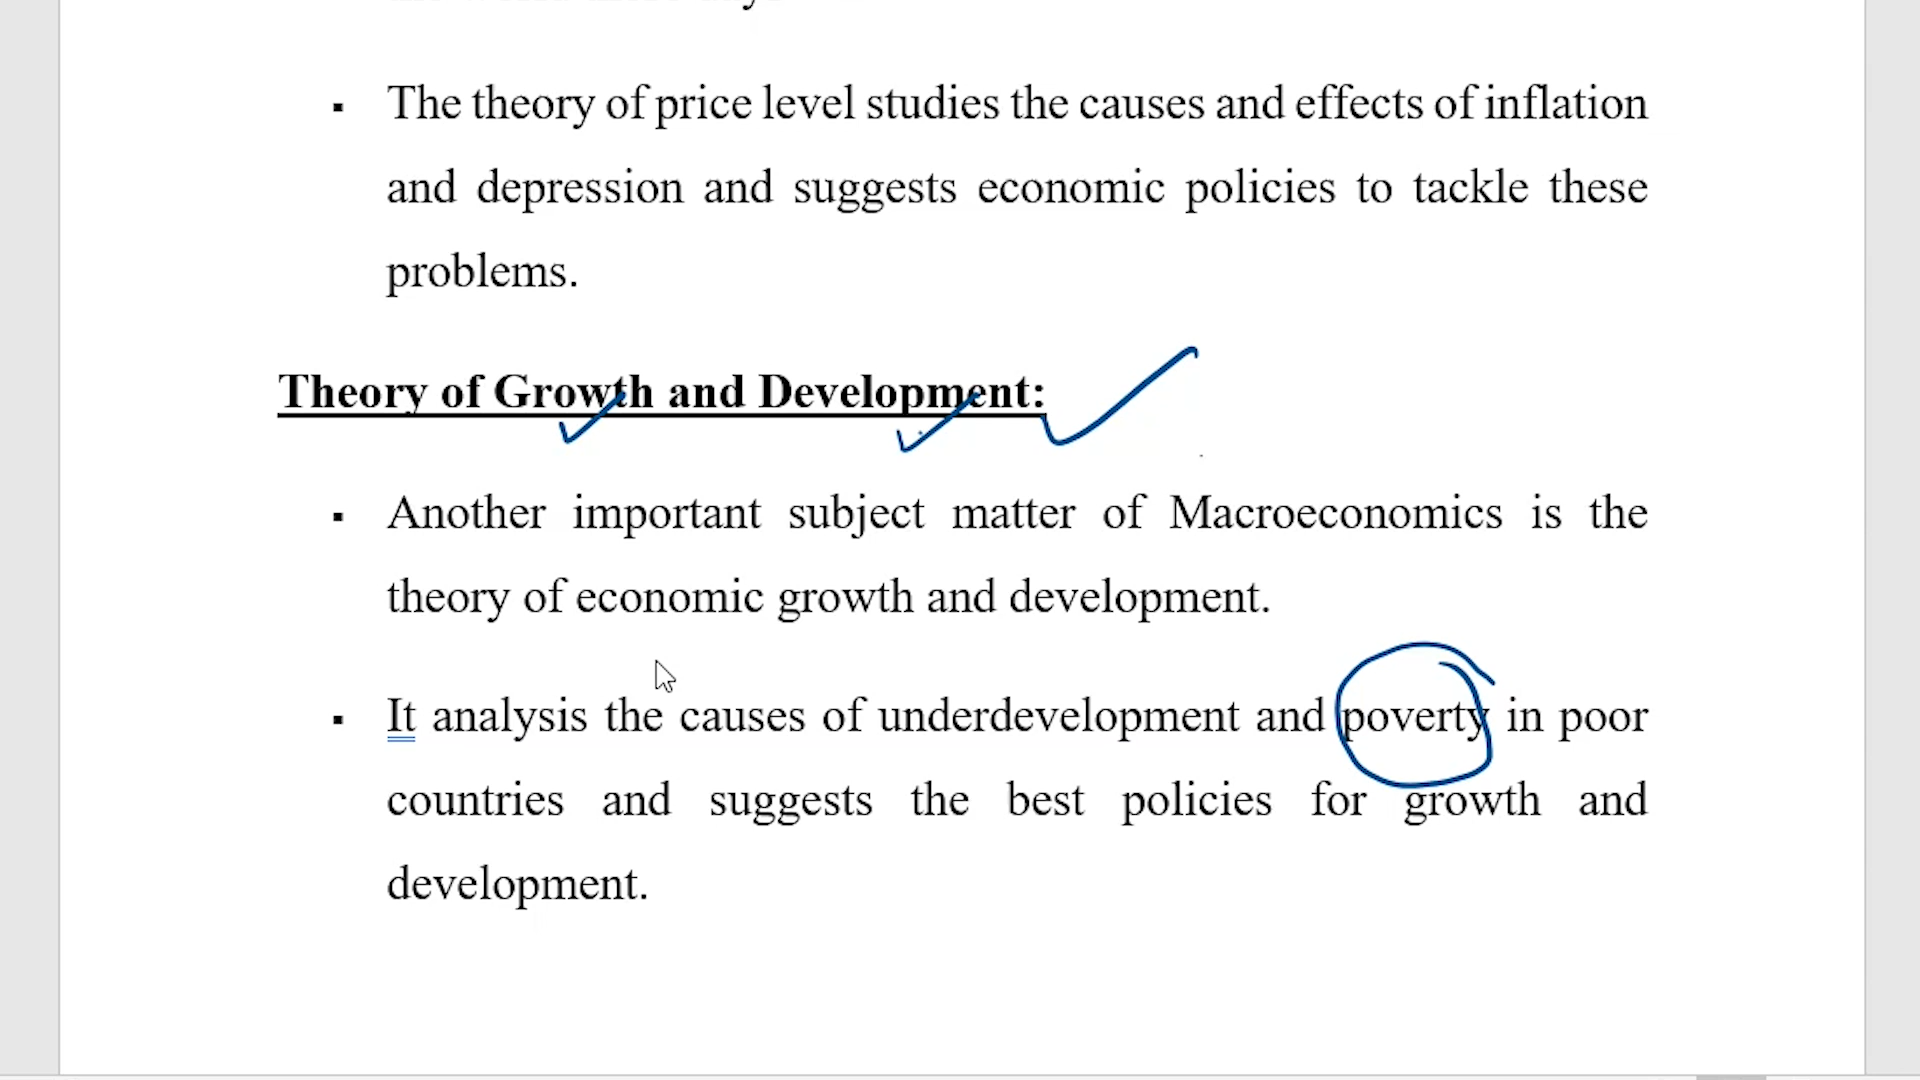 ▪ The theory of price level studies the causes and effects of inflation
and depression and suggests economic policies to tackle these
problems.
Theory of Growth and Development:
▪ Another important subject matter of Macroeconomics is the
theory of economic growth and development.
▪ It analysis the causes of underdevelopment and poverty in poor
countries and suggests the best policies for growth and
development.